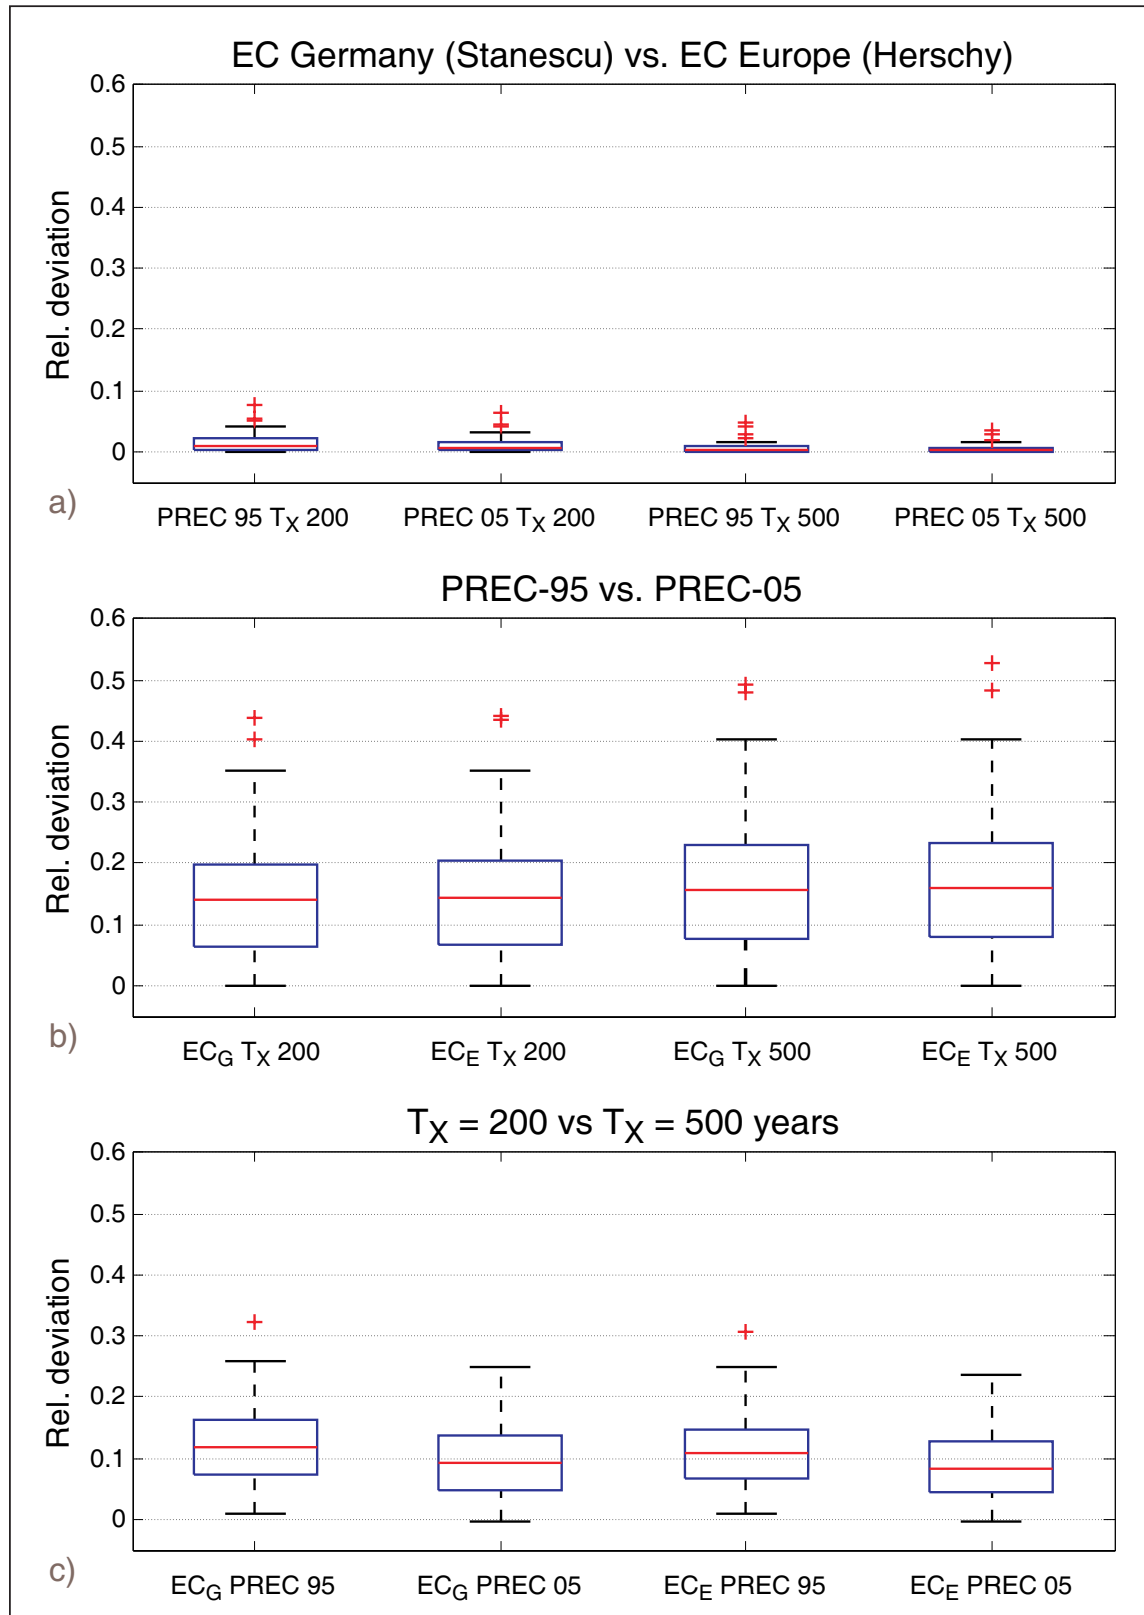 EC Germany (Stanescu) vs. EC Europe (Herschy)
0.6
0.5
0.4
0.3
0.2
0.1
0
Rel. deviation
a)
PREC 95 TX 200
PREC 05 TX 200
PREC 95 TX 500
PREC 05 TX 500
PREC-95 vs. PREC-05
0.6
0.5
0.4
0.3
0.2
0.1
0
Rel. deviation
b)
ECG TX 200
ECE TX 200
ECG TX 500
ECE TX 500
TX = 200 vs TX = 500 years
0.6
0.5
0.4
0.3
0.2
0.1
0
Rel. deviation
c)
ECG PREC 95
ECG PREC 05
ECE PREC 95
ECE PREC 05